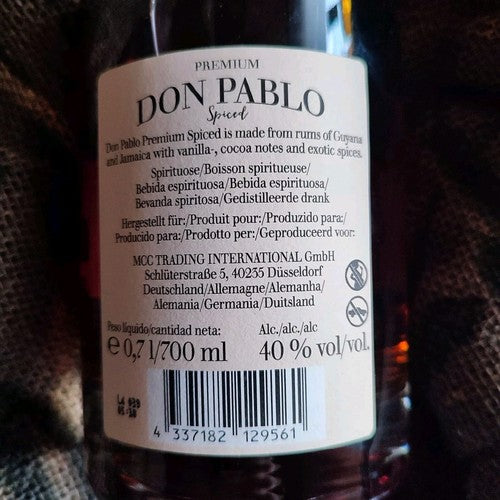 PREMIUM
DON PABLO
Spiced
Don Pablo Premium Spiced is made from rums of Guyana
and Jamaica with vanilla-, cocoa notes and exotic spices.
Spirituose/Boisson spiritueuse/
Bebida espirituosa/Bebida espirituosa/
Bevanda spiritosa/Gedistilleerde drank
Hergestellt für:/Produit pour:/Produzido para:/
Producido para:/Prodotto per:/Geproduceerd voor:
MCC TRADING INTERNATIONAL GmbH
Schlüterstraße 5, 40235 Düsseldorf
Deutschland/Allemagne/Alemanha/
Alemania/Germania/Duitsland
Peso líquido/cantidad neta: Alc./alc./alc
e 0,7 l/700 ml 40 % vol/vol.
4 337182 129561